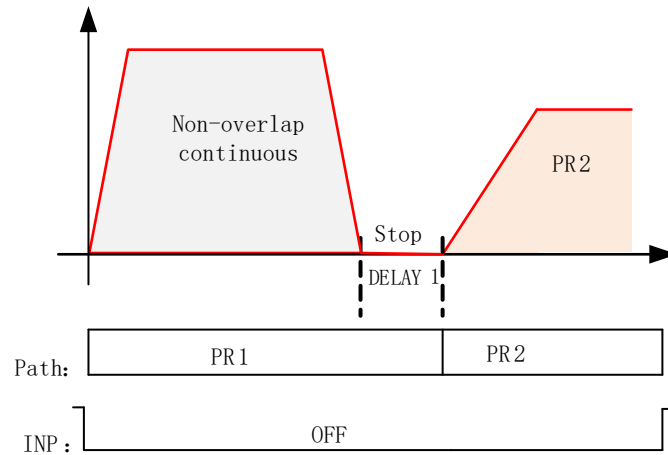 Non-overlap
continuous
PR2
Stop
DELAY 1
Path: PR1 PR2
INP: OFF